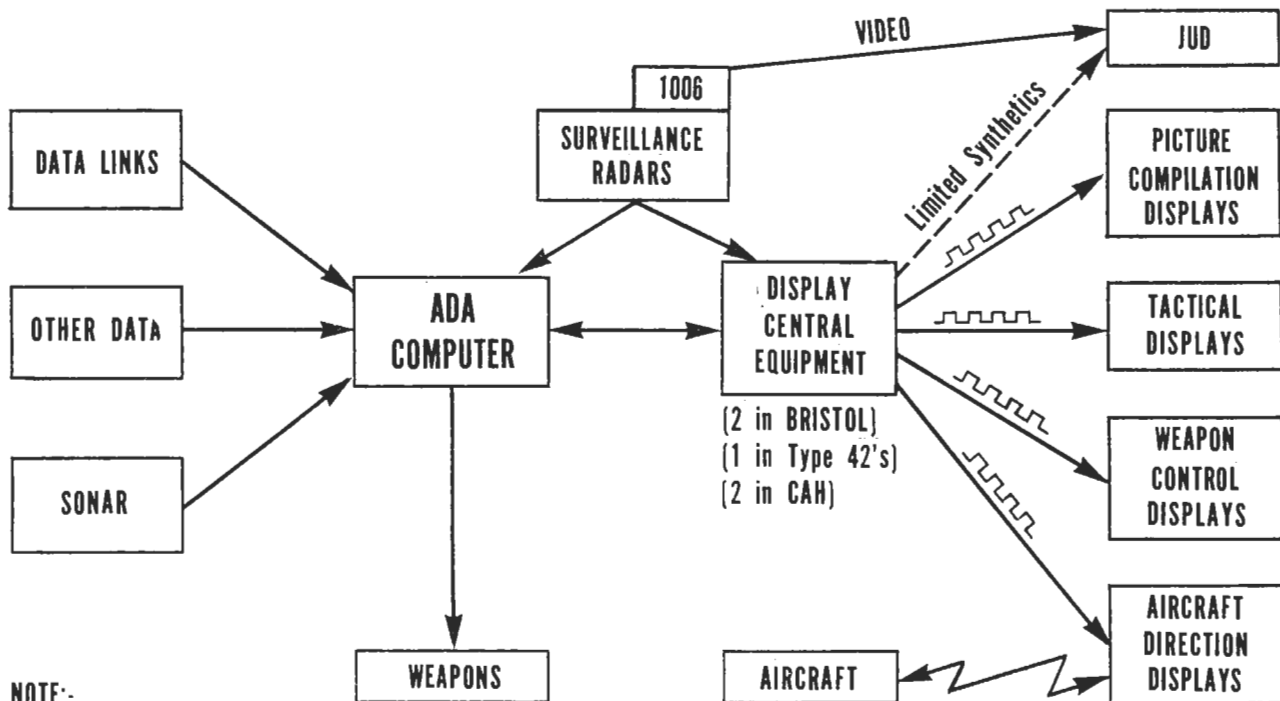 VIDEO
JUD
1006
SURVEILLANCE
RADARS
Limited Synthetics
DATA LINKS
PICTURE
COMPILATION
DISPLAYS
OTHER DATA
ADA
COMPUTER
DISPLAY
CENTRAL
EQUIPMENT
TACTICAL
DISPLAYS
(2 in BRISTOL)
(1 in Type 42's)
(2 in CAH)
SONAR
WEAPON
CONTROL
DISPLAYS
WEAPONS
AIRCRAFT
AIRCRAFT
DIRECTION
DISPLAYS
NOTE:-